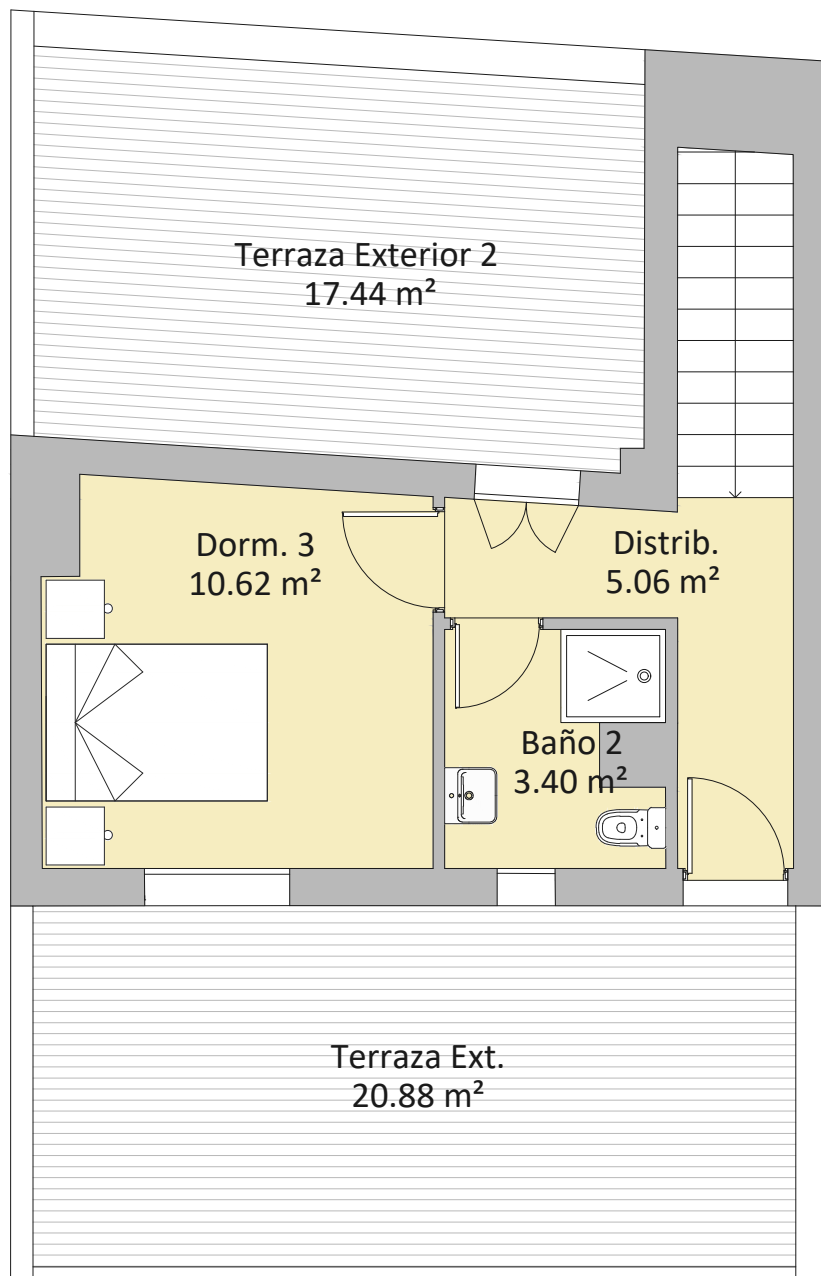 Terraza Exterior 2
17.44 m²
Dorm. 3
10.62 m²
Distrib.
5.06 m²
Baño 2
3.40 m²
Terraza Ext.
20.88 m²